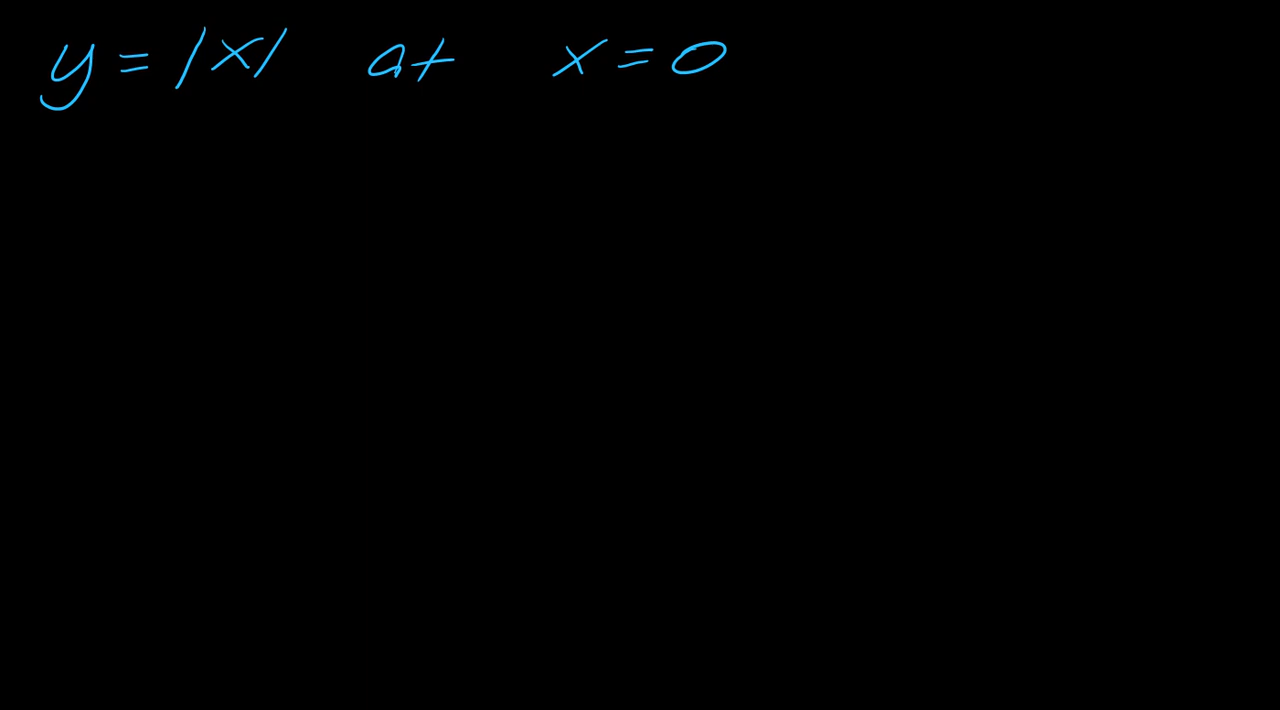 y = |x| at x = 0